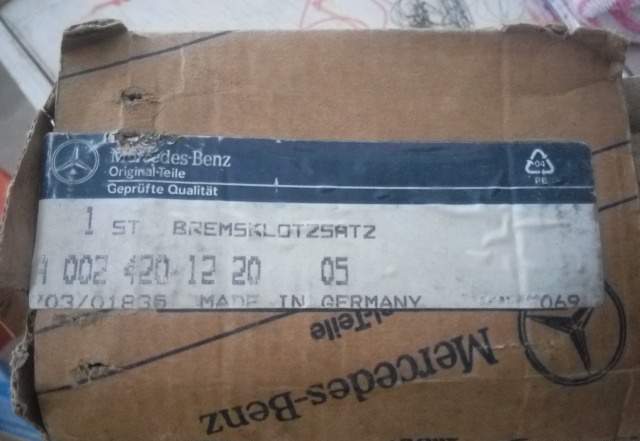 Mercedes-Benz
Original-Teile
Geprüfte Qualität
04
PE
1 ST BREMSKLOTZSATZ
A 002 420 12 20 05
703/01836 MADE IN GERMANY 069
Mercedes-Benz